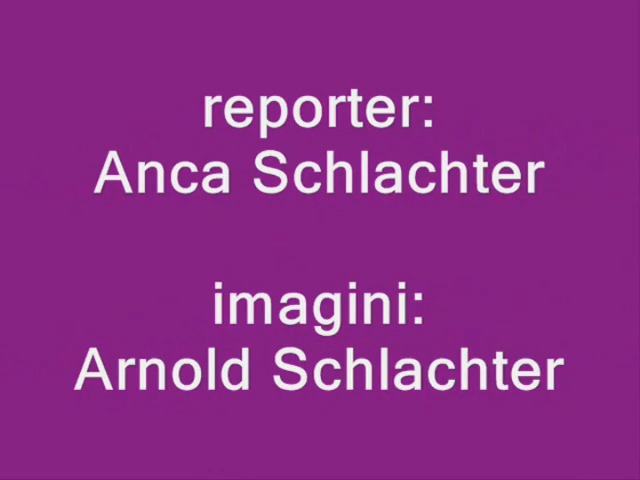 reporter:
Anca Schlachter
imagini:
Arnold Schlachter